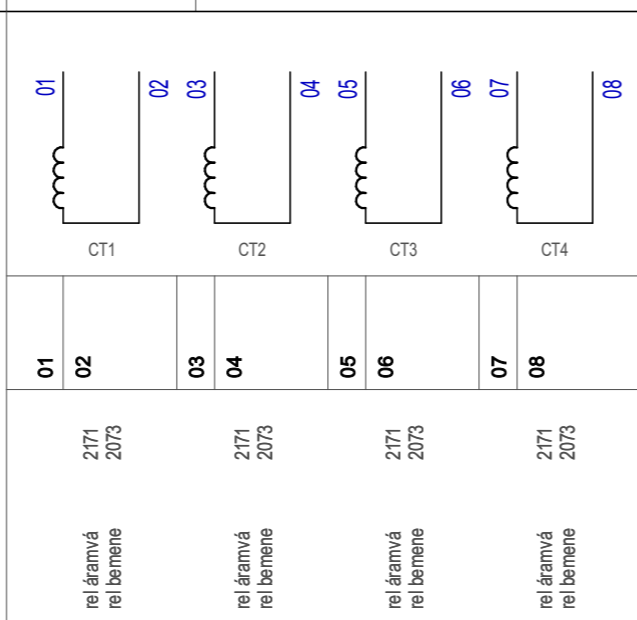 01 02 03 04 05 06 07 08
CT1 CT2 CT3 CT4
01 02 03 04 05 06 07 08
2171 2171 2171 2171
2073 2073 2073 2073
rel áramvá rel áramvá rel áramvá rel áramvá
rel bemene rel bemene rel bemene rel bemene